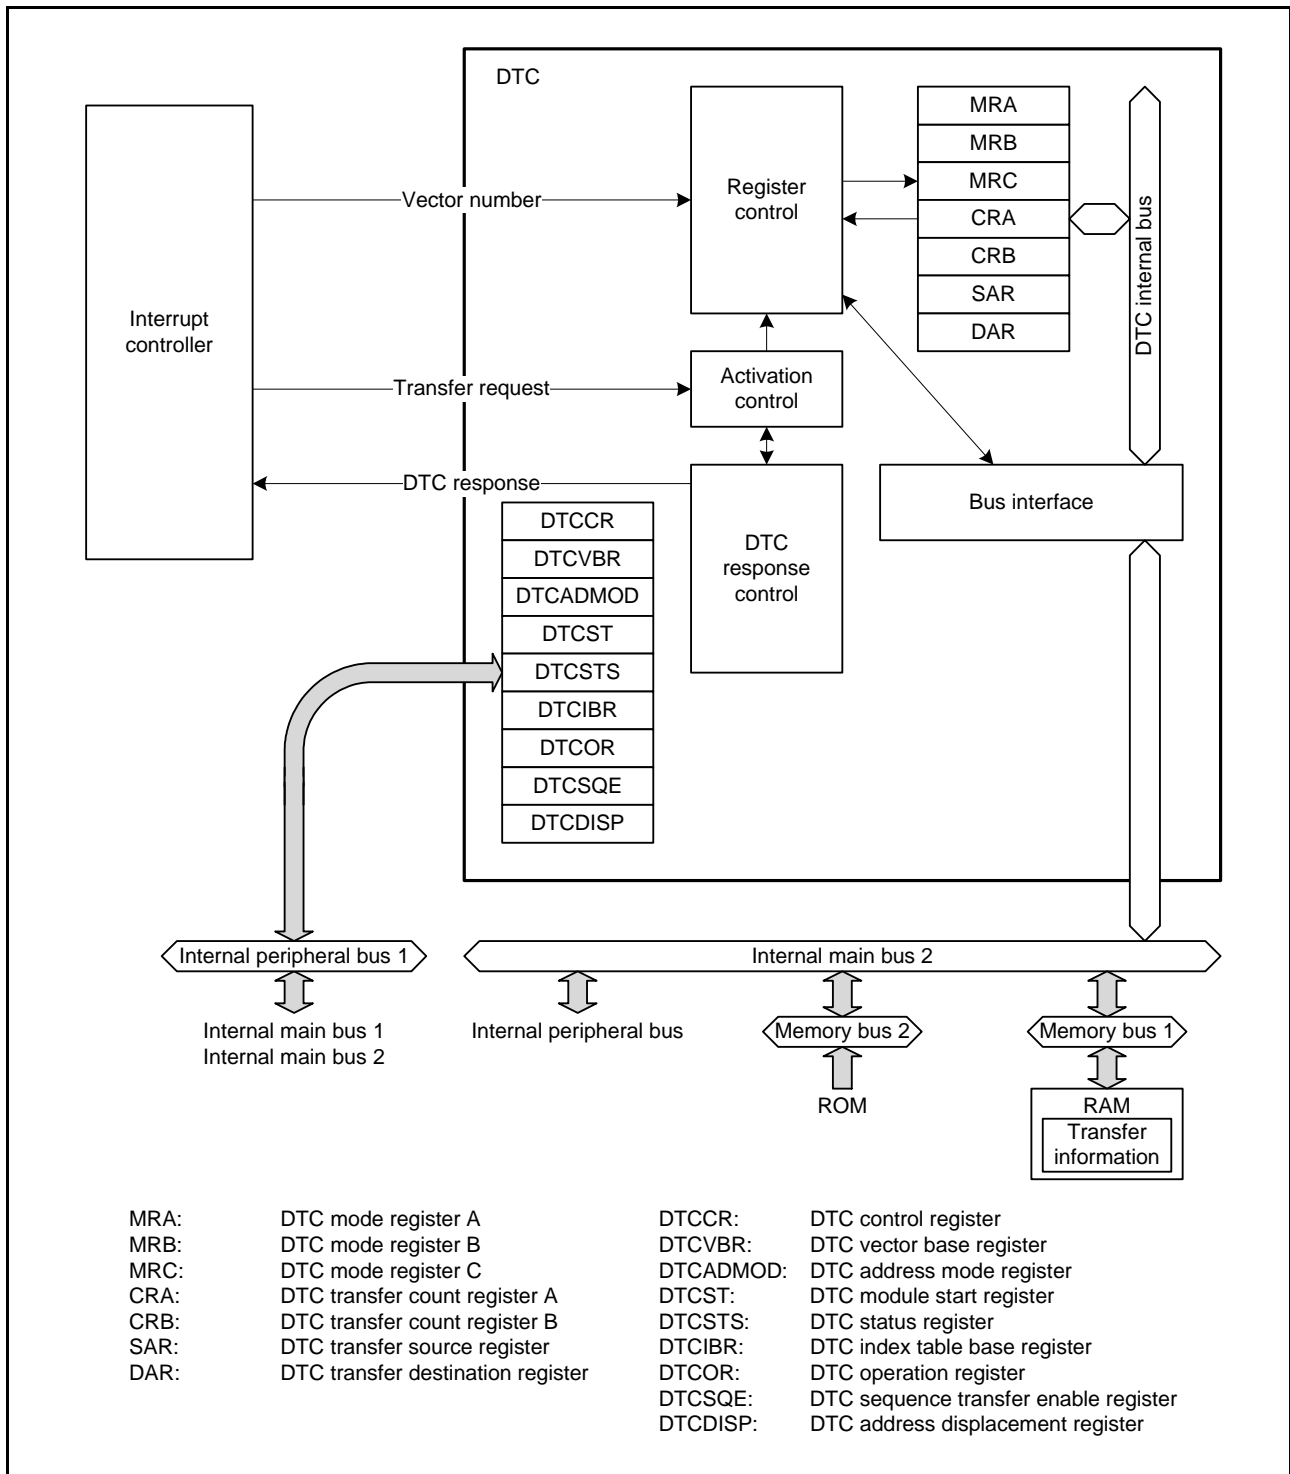 DTC
MRA
MRB
MRC
CRA
CRB
SAR
DAR
DTC internal bus
Register
control
Vector number
Interrupt
controller
Activation
control
Transfer request
DTC response
Bus interface
DTC
response
control
DTCCR
DTCVBR
DTCADMOD
DTCST
DTCSTS
DTCIBR
DTCOR
DTCSQE
DTCDISP
Internal peripheral bus 1
Internal main bus 2
Internal main bus 1
Internal main bus 2
Internal peripheral bus
Memory bus 2
Memory bus 1
ROM
RAM
Transfer
information
MRA: DTC mode register A
MRB: DTC mode register B
MRC: DTC mode register C
CRA: DTC transfer count register A
CRB: DTC transfer count register B
SAR: DTC transfer source register
DAR: DTC transfer destination register
DTCCR: DTC control register
DTCVBR: DTC vector base register
DTCADMOD: DTC address mode register
DTCST: DTC module start register
DTCSTS: DTC status register
DTCIBR: DTC index table base register
DTCOR: DTC operation register
DTCSQE: DTC sequence transfer enable register
DTCDISP: DTC address displacement register